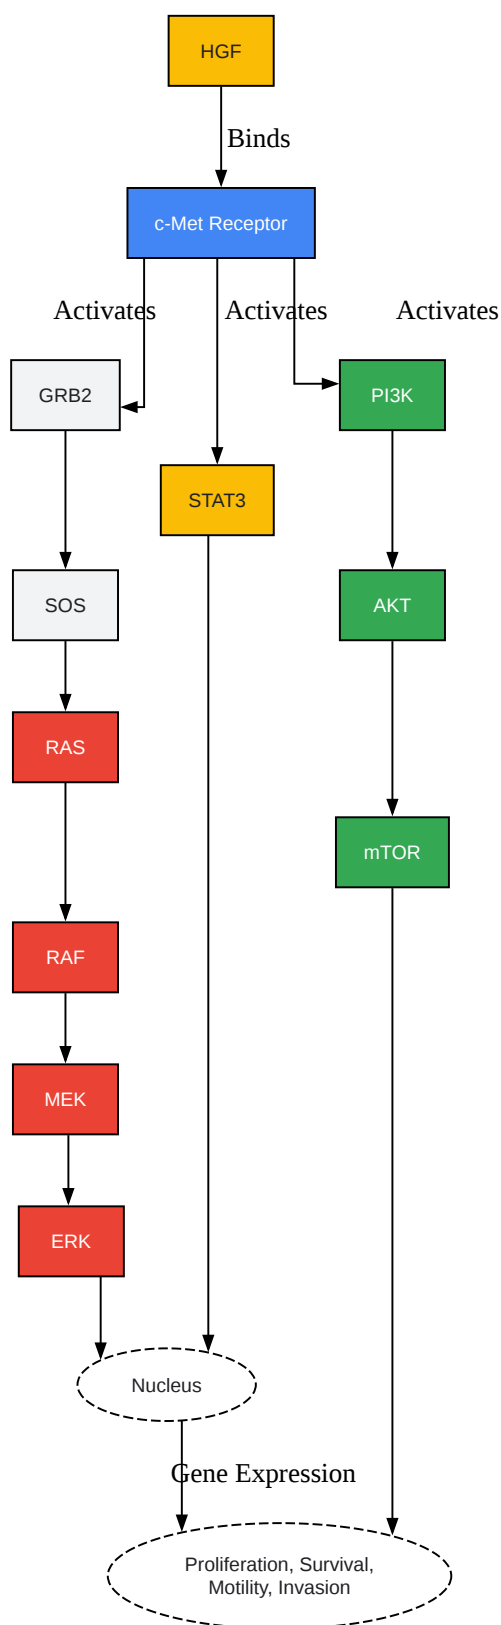 HGF
Binds
c-Met Receptor
Activates
Activates
Activates
GRB2
PI3K
STAT3
SOS
AKT
RAS
mTOR
RAF
MEK
ERK
Nucleus
Gene Expression
Proliferation, Survival,
Motility, Invasion